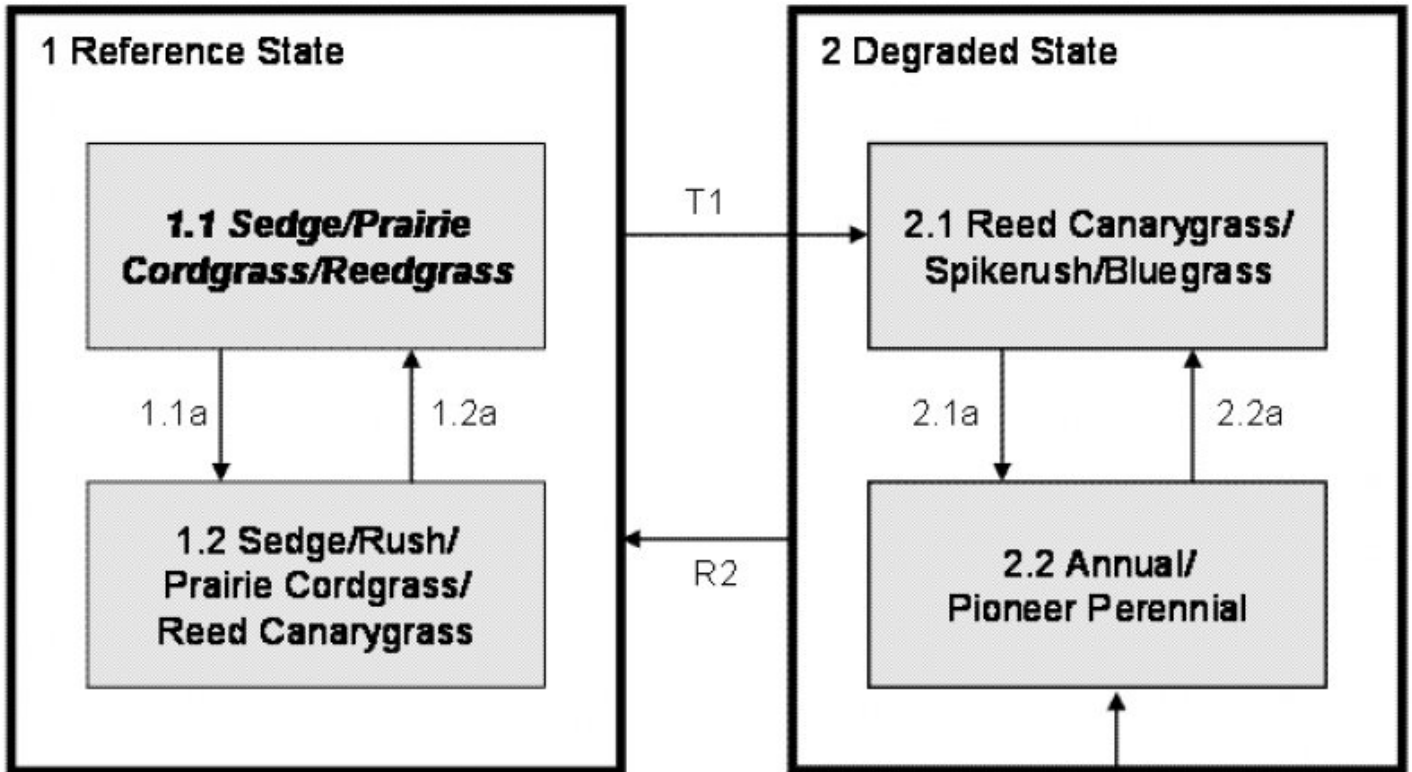 1 Reference State
2 Degraded State
1.1 Sedge/Prairie
Cordgrass/Reedgrass
T1
2.1 Reed Canarygrass/
Spikerush/Bluegrass
1.1a
1.2a
2.1a
2.2a
1.2 Sedge/Rush/
Prairie Cordgrass/
Reed Canarygrass
R2
2.2 Annual/
Pioneer Perennial